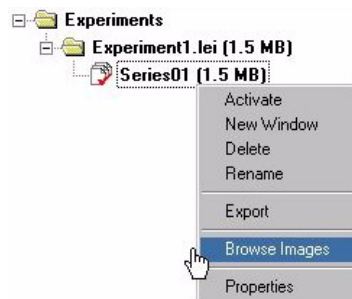 Experiments
Experiment1.lei (1.5 MB)
Series01 (1.5 MB)
Activate
New Window
Delete
Rename
Export
Browse Images
Properties